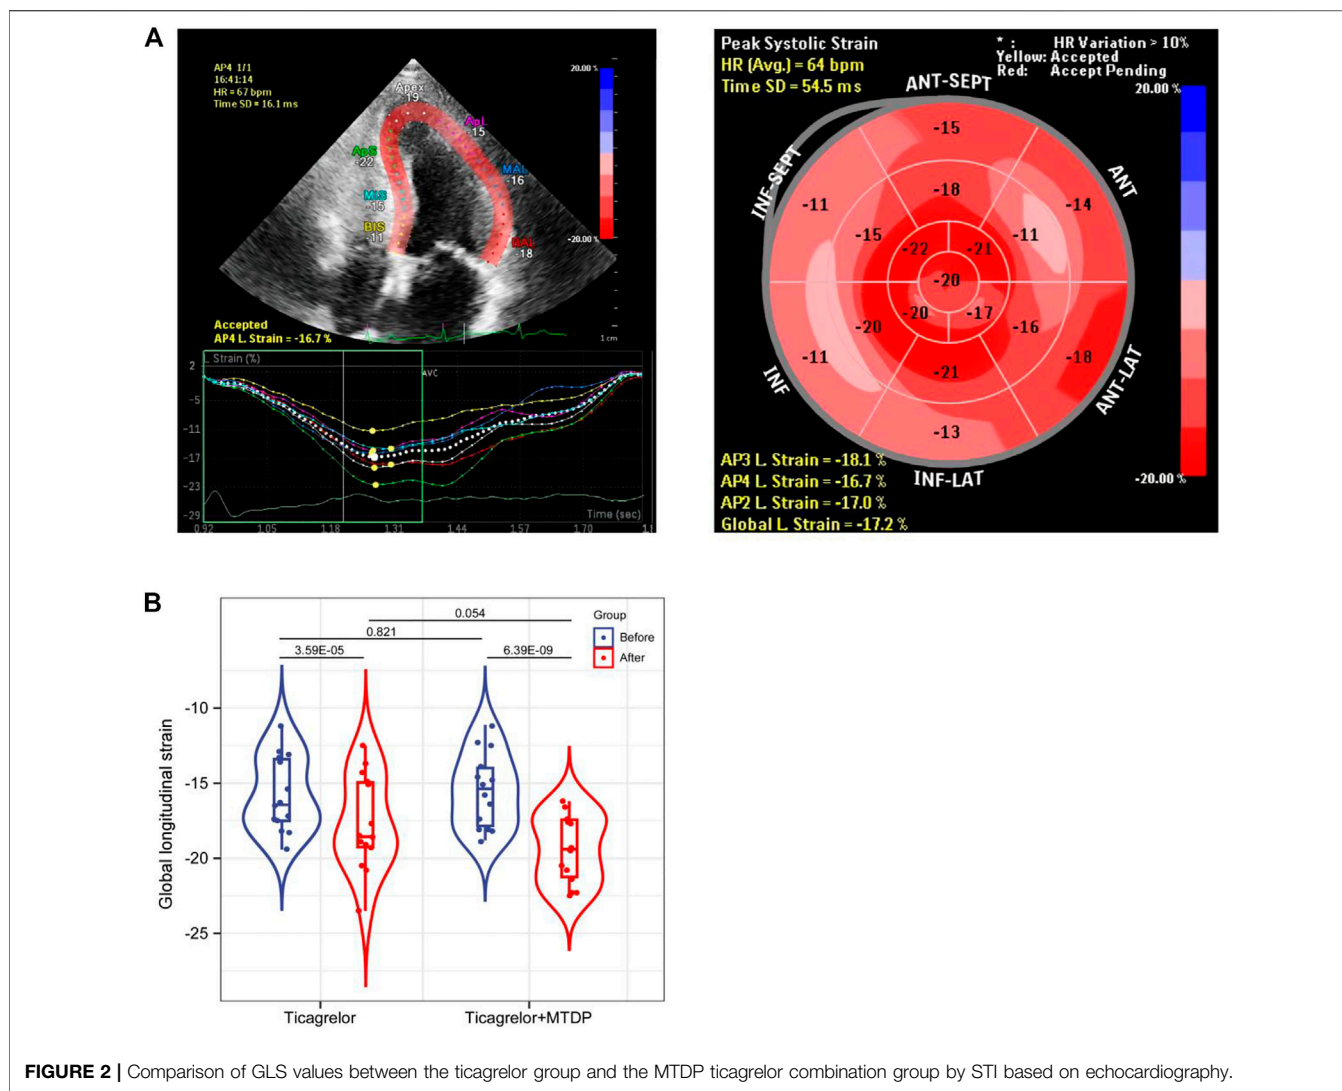 A
AP4 1/1
16:41:14
HR = 67 bpm
Time SD = 16.1 ms
20.00 %
Apex
-19
ApL
-15
ApS
-22
MAL
-16
MIS
-15
BIS
-11
BAL
-18
-20.00 %
Accepted
AP4 L. Strain = -16.7 %
1 cm
L. Strain (%)
AVC
2
-5
-11
-17
-23
-29
Time (sec)
0.92 1.05 1.18 1.31 1.44 1.57 1.70
Peak Systolic Strain
HR (Avg.) = 64 bpm
Time SD = 54.5 ms
* : HR Variation > 10%
Yellow: Accepted
Red: Accept Pending
20.00 %
ANT-SEPT
INF-SEPT
ANT
INF
ANT-LAT
INF-LAT
-15
-18
-11
-14
-15
-11
-22
-21
-20
-20
-17
-20
-16
-11
-18
-21
-13
-20.00 %
AP3 L. Strain = -18.1 %
AP4 L. Strain = -16.7 %
AP2 L. Strain = -17.0 %
Global L. Strain = -17.2 %
B
0.054
0.821
3.59E-05
6.39E-09
Group
Before
After
Global longitudinal strain
-10
-15
-20
-25
Ticagrelor
Ticagrelor+MTDP
FIGURE 2 | Comparison of GLS values between the ticagrelor group and the MTDP ticagrelor combination group by STI based on echocardiography.